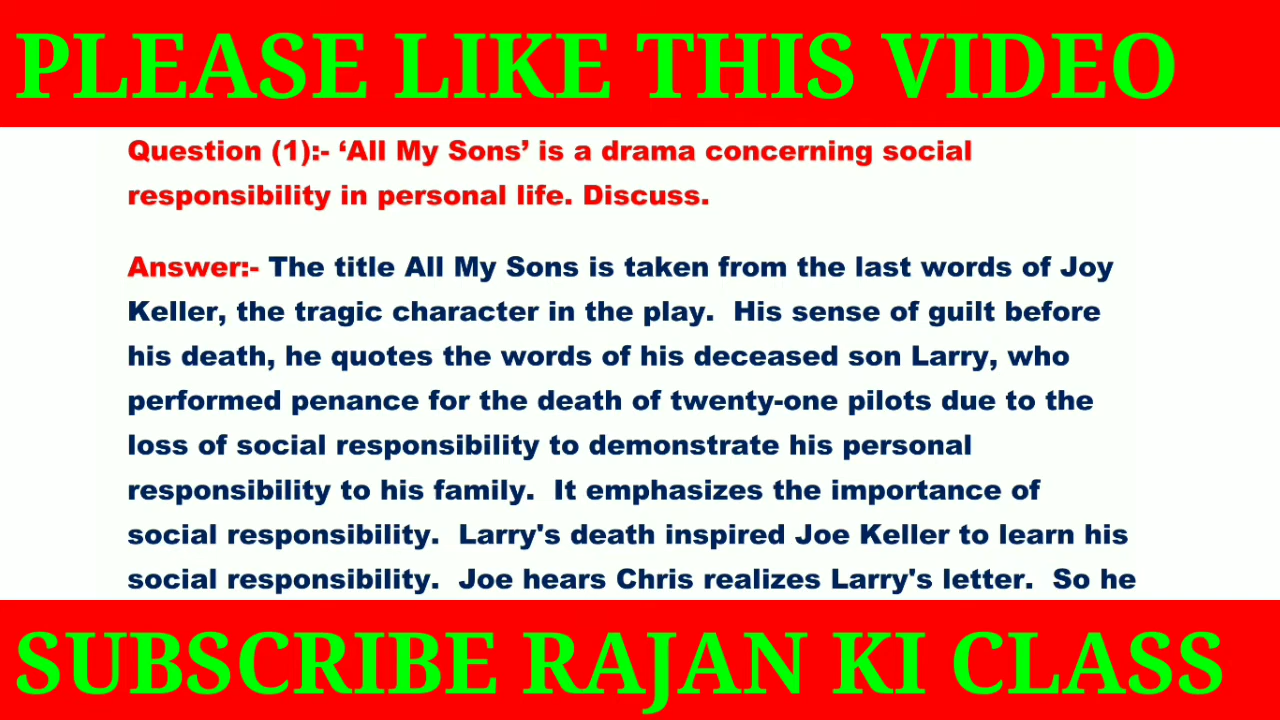 PLEASE LIKE THIS VIDEO
Question (1):- ‘All My Sons’ is a drama concerning social
responsibility in personal life. Discuss.
Answer:- The title All My Sons is taken from the last words of Joy
Keller, the tragic character in the play.  His sense of guilt before
his death, he quotes the words of his deceased son Larry, who
performed penance for the death of twenty-one pilots due to the
loss of social responsibility to demonstrate his personal
responsibility to his family.  It emphasizes the importance of
social responsibility.  Larry's death inspired Joe Keller to learn his
social responsibility.  Joe hears Chris realizes Larry's letter.  So he
SUBSCRIBE RAJAN KI CLASS